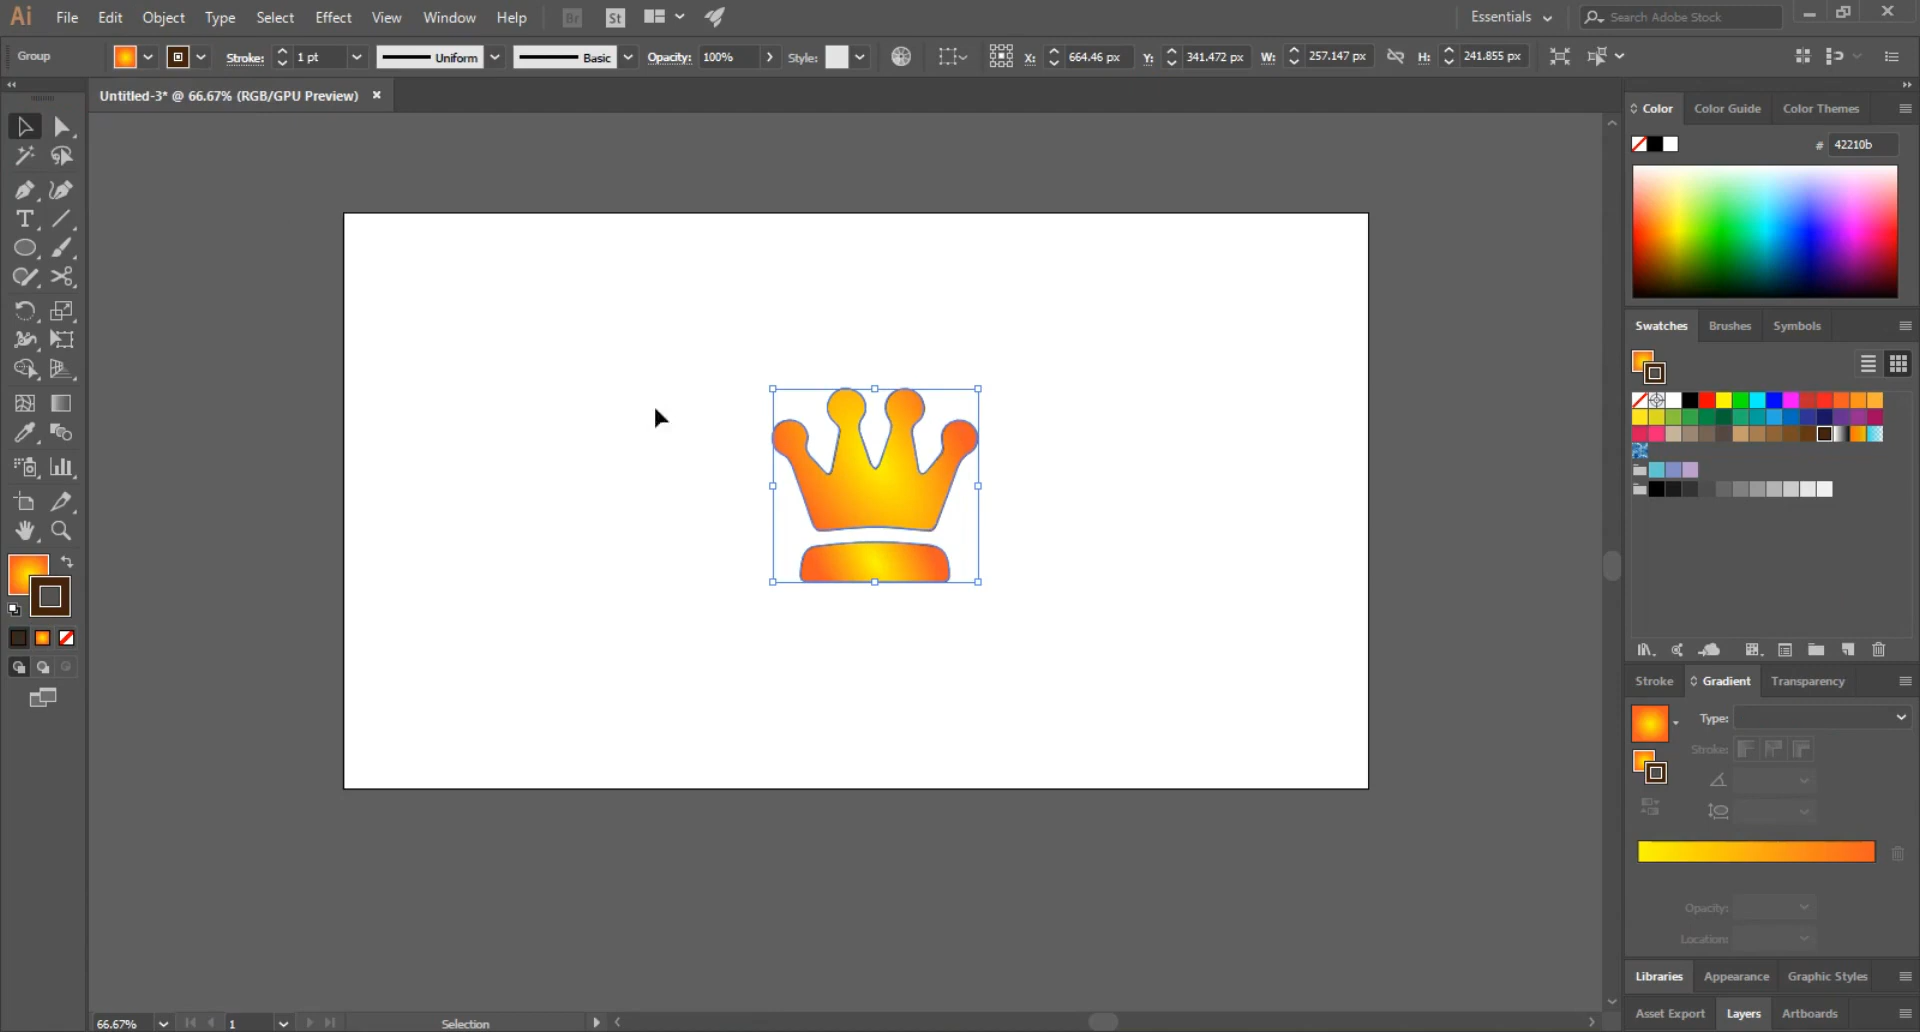 Ai File Edit Object Type Select Effect View Window Help Br St Essentials Search Adobe Stock
Group Stroke: 1 pt Uniform Basic Opacity: 100% Style: X: 664.46 px Y: 341.472 px W: 257.147 px H: 241.855 px
Untitled-3* @ 66.67% (RGB/GPU Preview)
Color Color Guide Color Themes
# 42210b
Swatches Brushes Symbols
Stroke Gradient Transparency
Type:
Stroke:
Opacity:
Location:
Libraries Appearance Graphic Styles
Asset Export Layers Artboards
66.67% 1 Selection